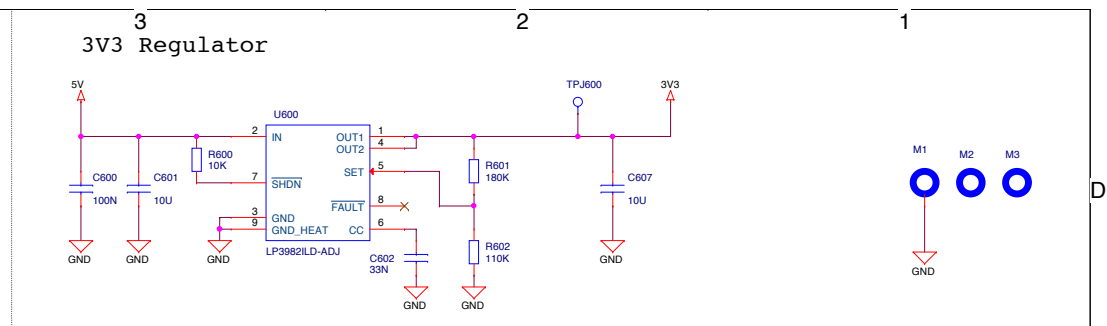 3
2
1
3V3 Regulator
5V
TPJ600
3V3
U600
2
IN
OUT1
1
OUT2
4
R600
10K
7
SHDN
SET
5
R601
180K
C600
100N
C601
10U
C607
10U
M1
M2
M3
D
FAULT
8
3
GND
9
GND_HEAT
CC
6
LP3982ILD-ADJ
C602
33N
R602
110K
GND
GND
GND
GND
GND
GND
GND